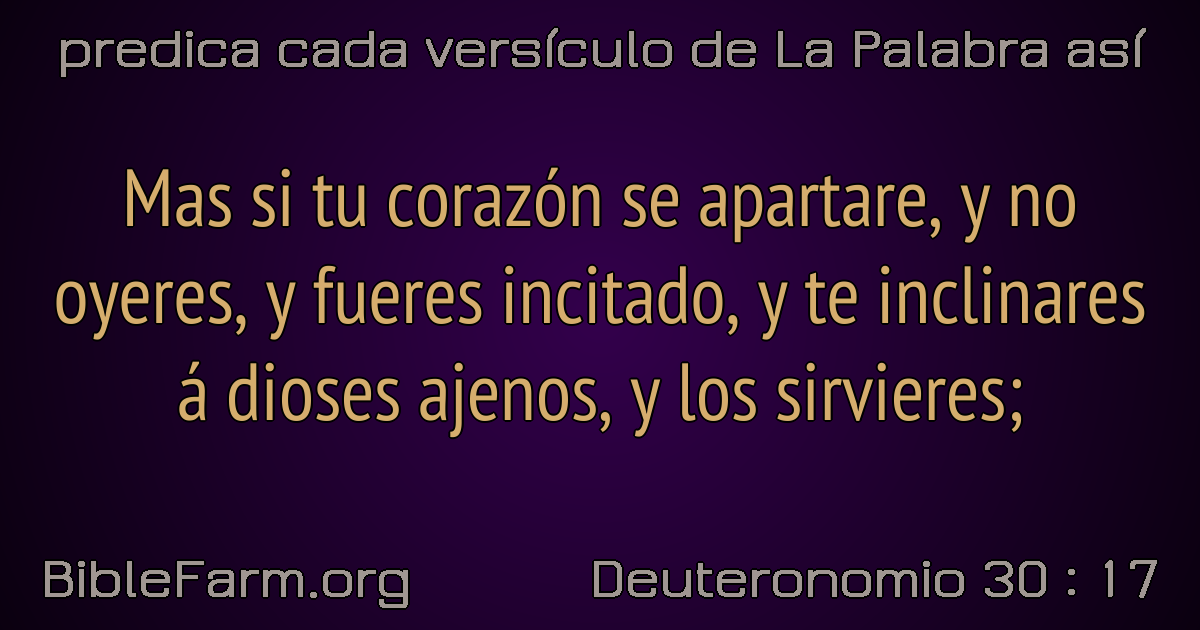 predica cada versículo de La Palabra así
Mas si tu corazón se apartare, y no
oyeres, y fueres incitado, y te inclinares
á dioses ajenos, y los sirvieres;
BibleFarm.org
Deuteronomio 30 : 17